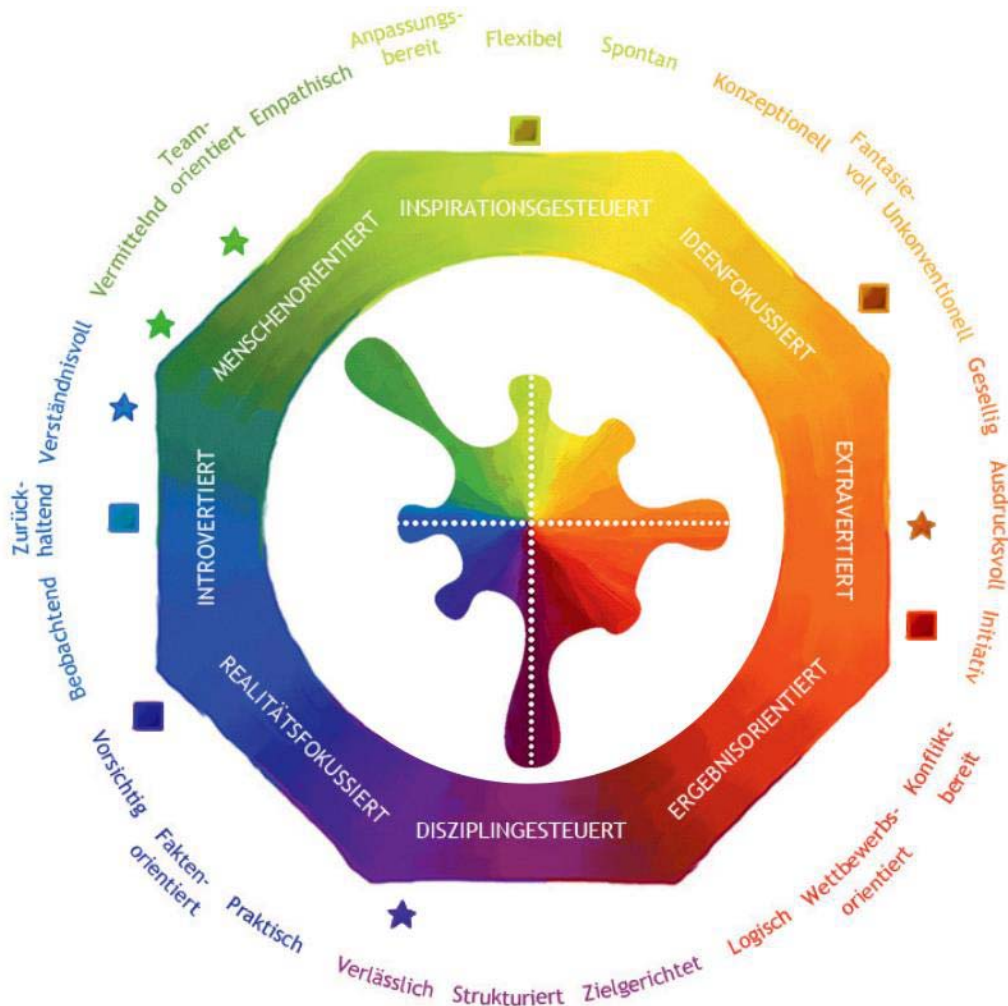 Anpassungs-
bereit
Flexibel
Spontan
Konzeptionell
Fantasie-
voll
Unkonventionell
Gesellig
Ausdrucksvoll
Initiativ
Konflikt-
bereit
Wettbewerbs-
orientiert
Logisch
Zielgerichtet
Strukturiert
Verlässlich
Praktisch
Fakten-
orientiert
Vorsichtig
Beobachtend
Zurück-
haltend
Verständnisvoll
Vermittelnd
Team-
orientiert
Empathisch
INSPIRATIONSGESTEUERT
IDEENFOKUSSIERT
EXTRAVERTIERT
ERGEBNISORIENTIERT
DISZIPLINGESTEUERT
REALITÄTSFOKUSSIERT
INTROVERTIERT
MENSCHENORIENTIERT